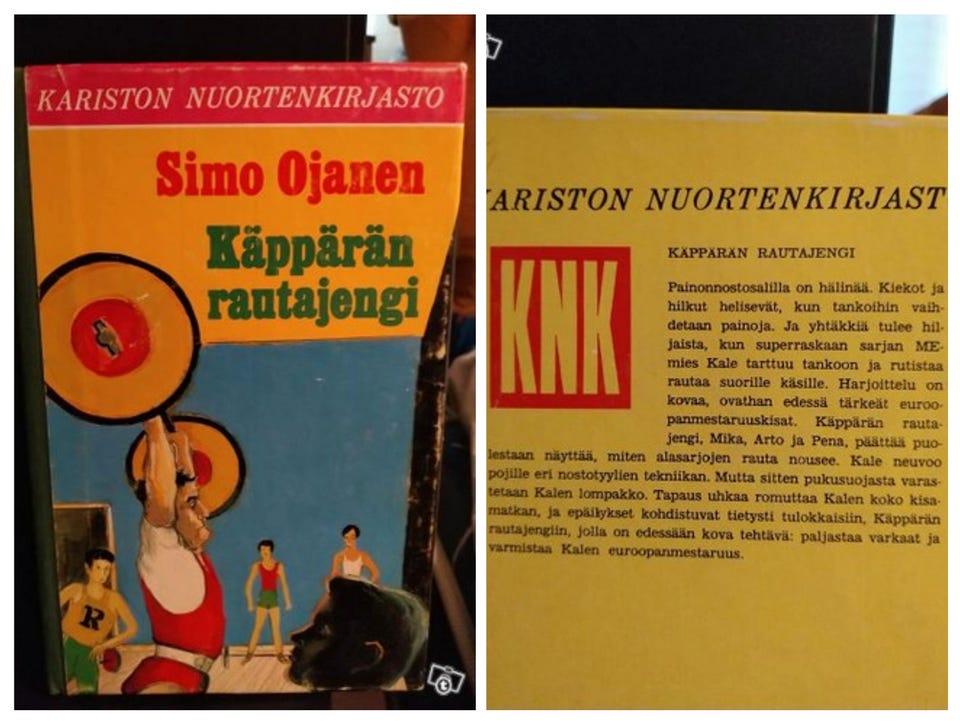 KARISTON NUORTENKIRJASTO
Simo Ojanen
Käppärän
rautajengi
R
t
ARISTON NUORTENKIRJAST
KNK
KÄPPÄRÄN RAUTAJENGI
Painonnostosalilla on hälinää. Kiekot ja
hilkut helisevät, kun tankoihin vaih-
detaan painoja. Ja yhtäkkiä tulee hil-
jaista, kun superraskaan sarjan ME-
mies Kale tarttuu tankoon ja rutistaa
rautaa suorille käsille. Harjoittelu on
kovaa, ovathan edessä tärkeät euroo-
panmestaruuskisat. Käppärän rauta-
jengi, Mika, Arto ja Pena, päättää puo-
lestaan näyttää, miten alasarjojen rauta nousee. Kale neuvoo
pojille eri nostotyylien tekniikan. Mutta sitten pukusuojasta varas-
tetaan Kalen lompakko. Tapaus uhkaa romuttaa Kalen koko kisa-
matkan, ja epäilykset kohdistuvat tietysti tulokkaisiin, Käppärän
rautajengiin, jolla on edessään kova tehtävä: paljastaa varkaat ja
varmistaa Kalen euroopanmestaruus.